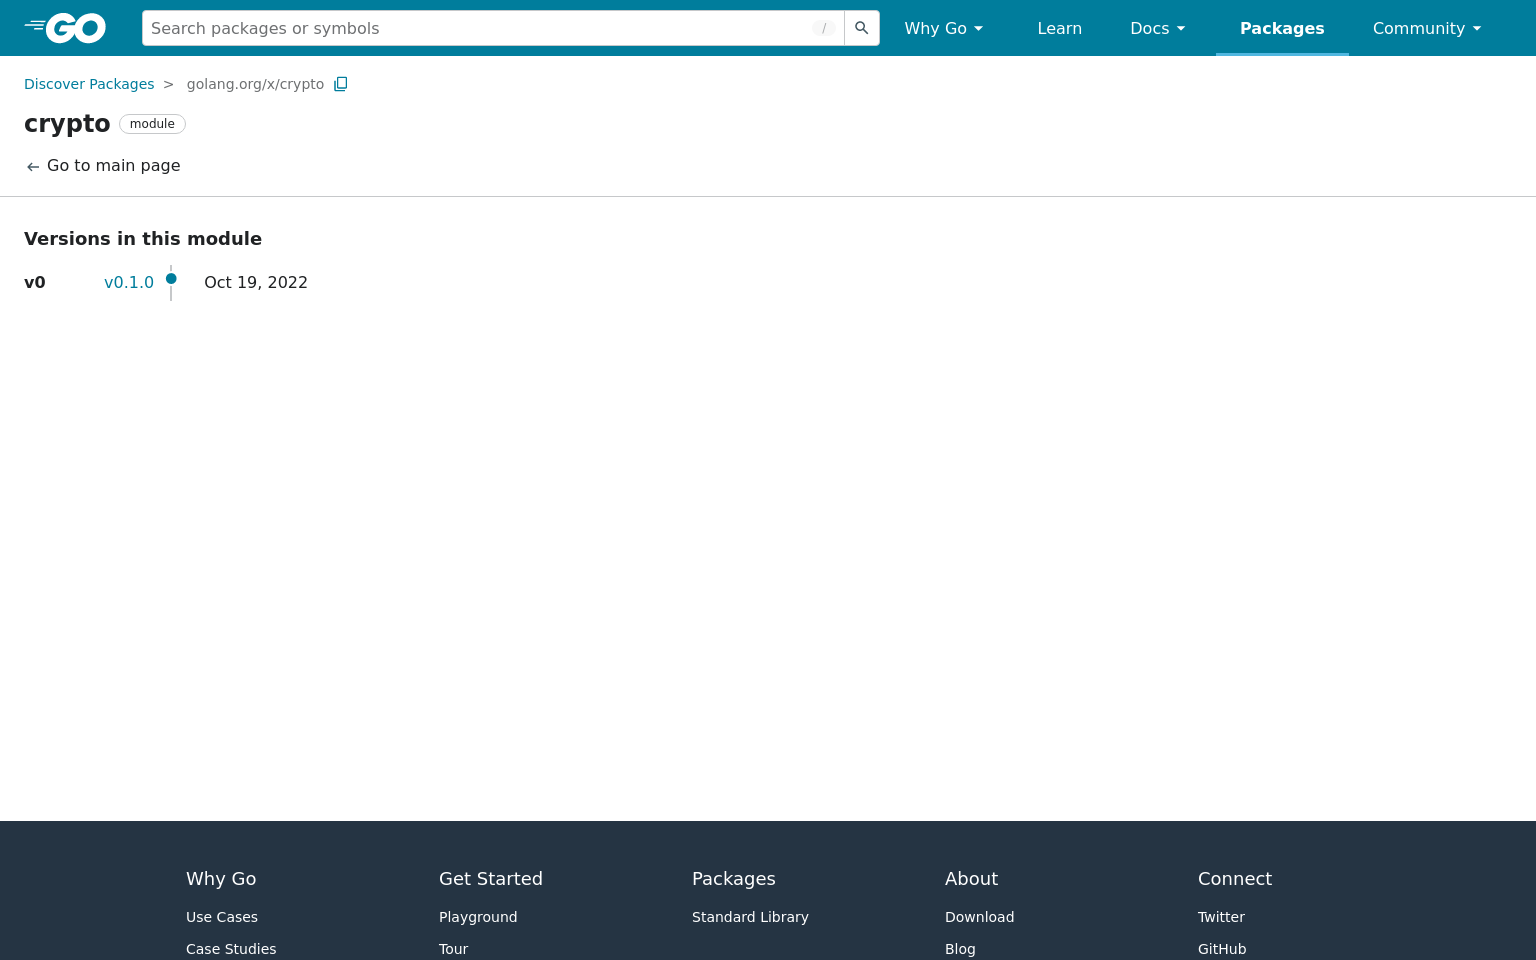 GO
Search packages or symbols /
Why Go
Learn
Docs
Packages
Community
Discover Packages > golang.org/x/crypto
crypto module
← Go to main page
Versions in this module
v0 v0.1.0 Oct 19, 2022
Why Go
Use Cases
Case Studies
Get Started
Playground
Tour
Packages
Standard Library
About
Download
Blog
Connect
Twitter
GitHub